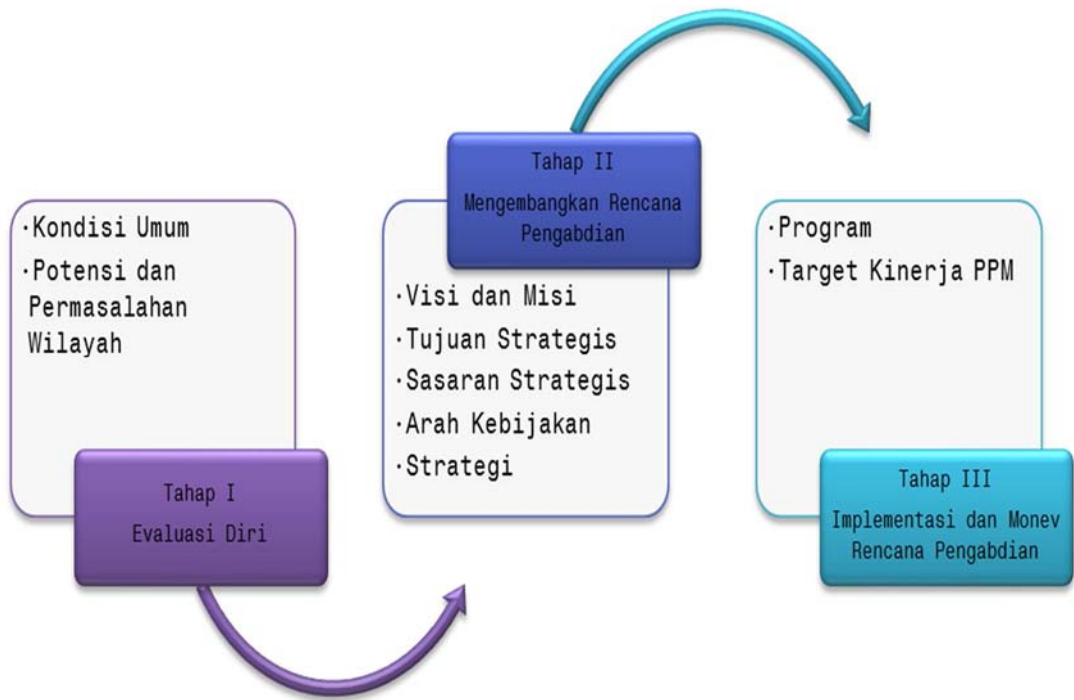 ·Kondisi Umum
·Potensi dan
Permasalahan
Wilayah
Tahap I
Evaluasi Diri
Tahap II
Mengembangkan Rencana
Pengabdian
·Visi dan Misi
·Tujuan Strategis
·Sasaran Strategis
·Arah Kebijakan
·Strategi
·Program
·Target Kinerja PPM
Tahap III
Implementasi dan Monev
Rencana Pengabdian